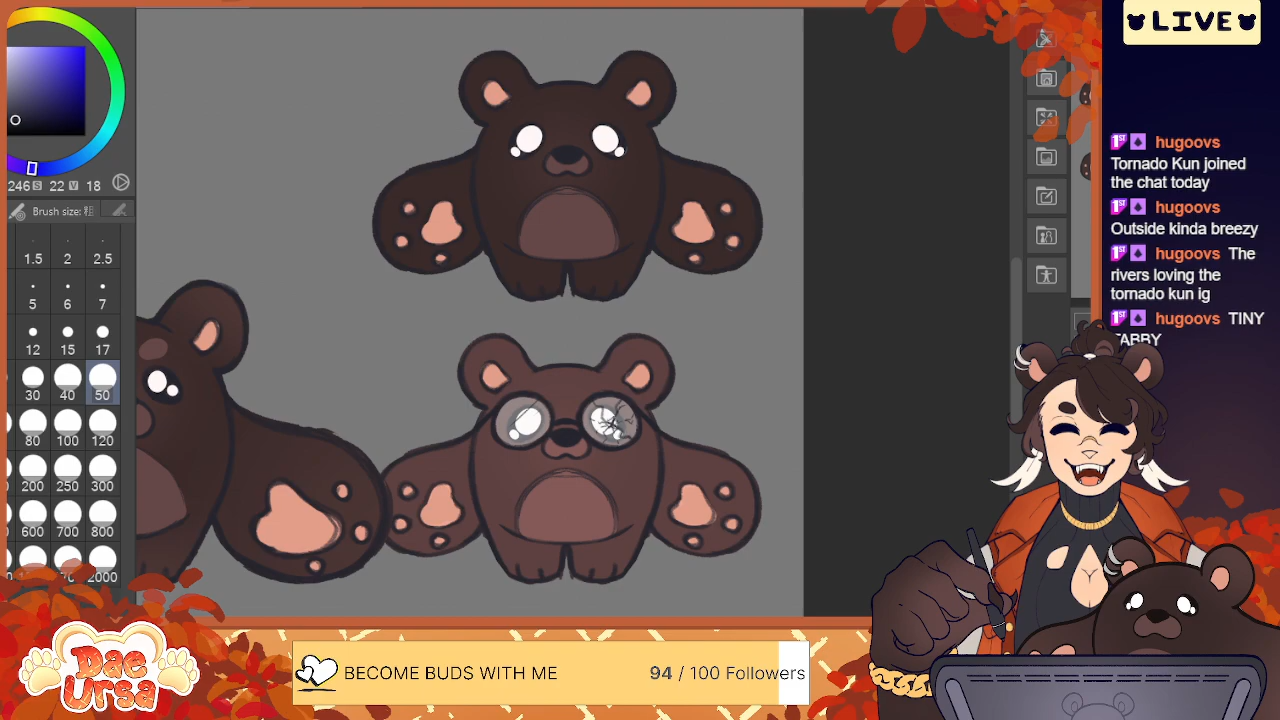 LIVE
hugoovs
Tornado Kun joined
the chat today
hugoovs
Outside kinda breezy
hugoovs The
rivers loving the
tornado kun ig
hugoovs TINY
246 S 22 V 18
Brush size:
1.5 2 2.5
5 6 7
12 15 17
30 40 50
80 100 120
200 250 300
600 700 800
2000
Dae
Ursa
BECOME BUDS WITH ME
94 / 100 Followers